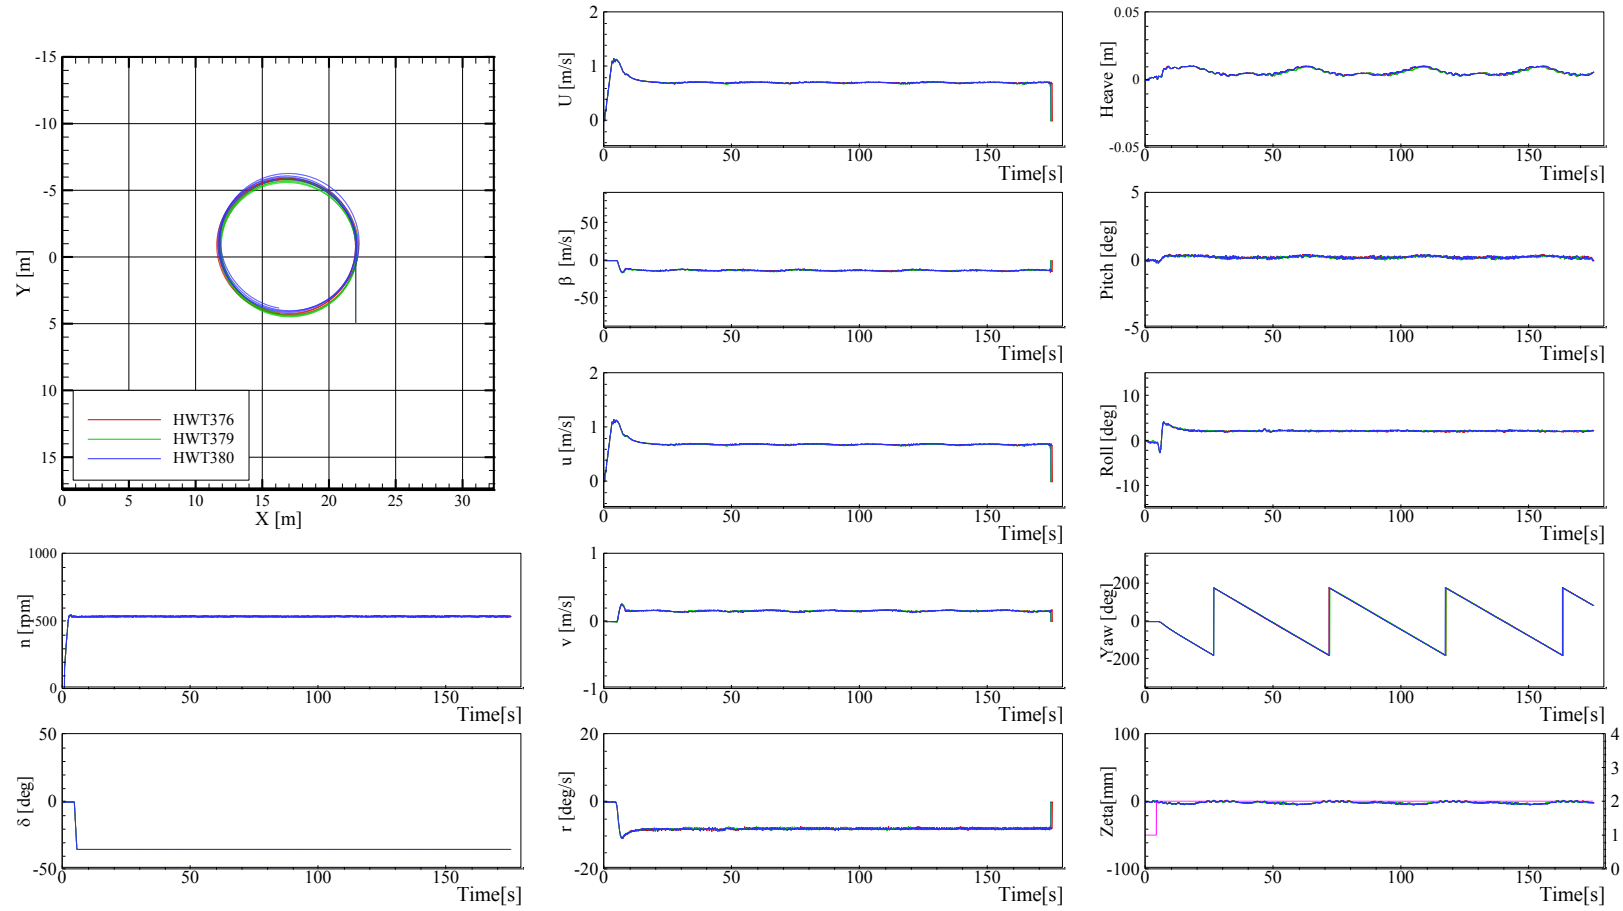 -15
-10
-5
0
5
10
15
Y [m]
0 5 10 15 20 25 30
X [m]
HWT376
HWT379
HWT380
2
1
0
U [m/s]
0 50 100 150
Time[s]
0.05
0
-0.05
Heave [m]
0 50 100 150
Time[s]
50
0
-50
β [m/s]
0 50 100 150
Time[s]
5
0
-5
Pitch [deg]
0 50 100 150
Time[s]
2
1
0
u [m/s]
0 50 100 150
Time[s]
10
0
-10
Roll [deg]
0 50 100 150
Time[s]
1000
500
0
n [rpm]
0 50 100 150
Time[s]
1
0
-1
v [m/s]
0 50 100 150
Time[s]
200
0
-200
Yaw [deg]
0 50 100 150
Time[s]
50
0
-50
δ [deg]
0 50 100 150
Time[s]
20
0
-20
r [deg/s]
0 50 100 150
Time[s]
100
0
-100
Zeta[mm]
4
3
2
1
0
0 50 100 150
Time[s]